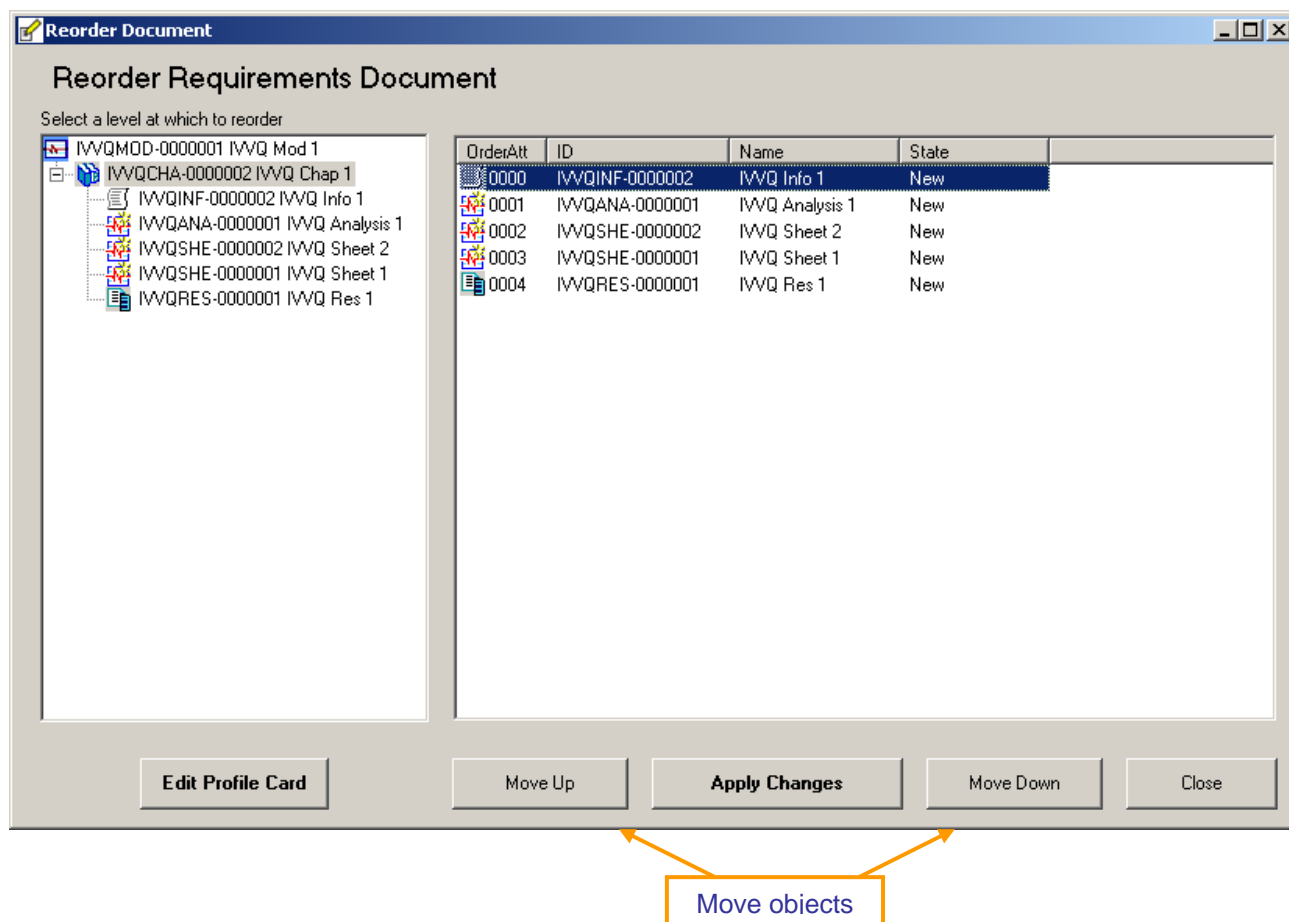 Reorder Document
Reorder Requirements Document
Select a level at which to reorder
IVVQMOD-0000001 IVVQ Mod 1
IVVQCHA-0000002 IVVQ Chap 1
IVVQINF-0000002 IVVQ Info 1
IVVQANA-0000001 IVVQ Analysis 1
IVVQSHE-0000002 IVVQ Sheet 2
IVVQSHE-0000001 IVVQ Sheet 1
IVVQRES-0000001 IVVQ Res 1
OrderAtt ID Name State
0000 IVVQINF-0000002 IVVQ Info 1 New
0001 IVVQANA-0000001 IVVQ Analysis 1 New
0002 IVVQSHE-0000002 IVVQ Sheet 2 New
0003 IVVQSHE-0000001 IVVQ Sheet 1 New
0004 IVVQRES-0000001 IVVQ Res 1 New
Edit Profile Card Move Up Apply Changes Move Down Close
Move objects